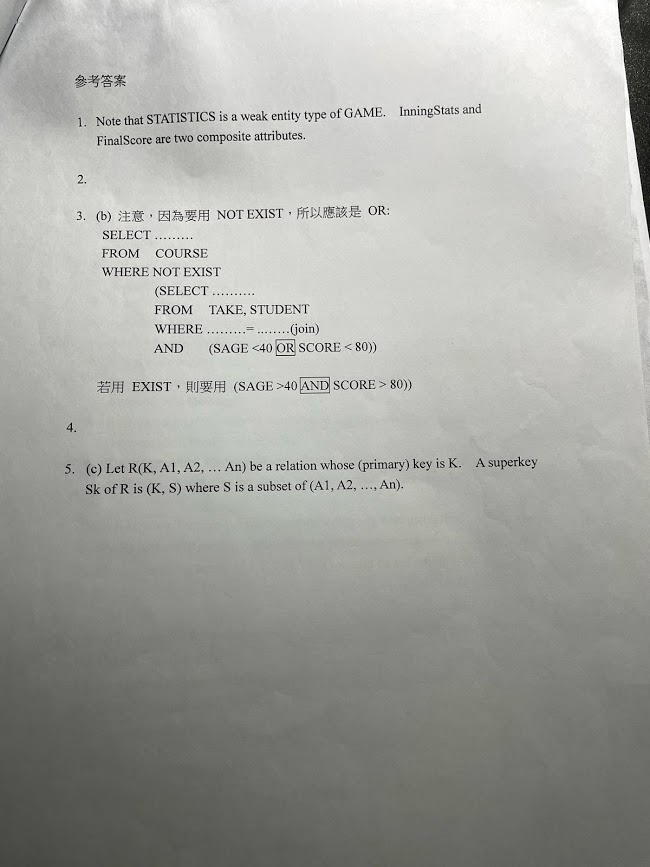 參考答案
1. Note that STATISTICS is a weak entity type of GAME. InningStats and
FinalScore are two composite attributes.
2.
3. (b) 注意，因為要用 NOT EXIST，所以應該是 OR:
SELECT ………
FROM COURSE
WHERE NOT EXIST
(SELECT ……….
FROM TAKE, STUDENT
WHERE ………= ..……(join)
AND (SAGE <40 OR SCORE < 80))
若用 EXIST，則要用 (SAGE >40 AND SCORE > 80))
4.
5. (c) Let R(K, A1, A2, … An) be a relation whose (primary) key is K. A superkey
Sk of R is (K, S) where S is a subset of (A1, A2, …, An).